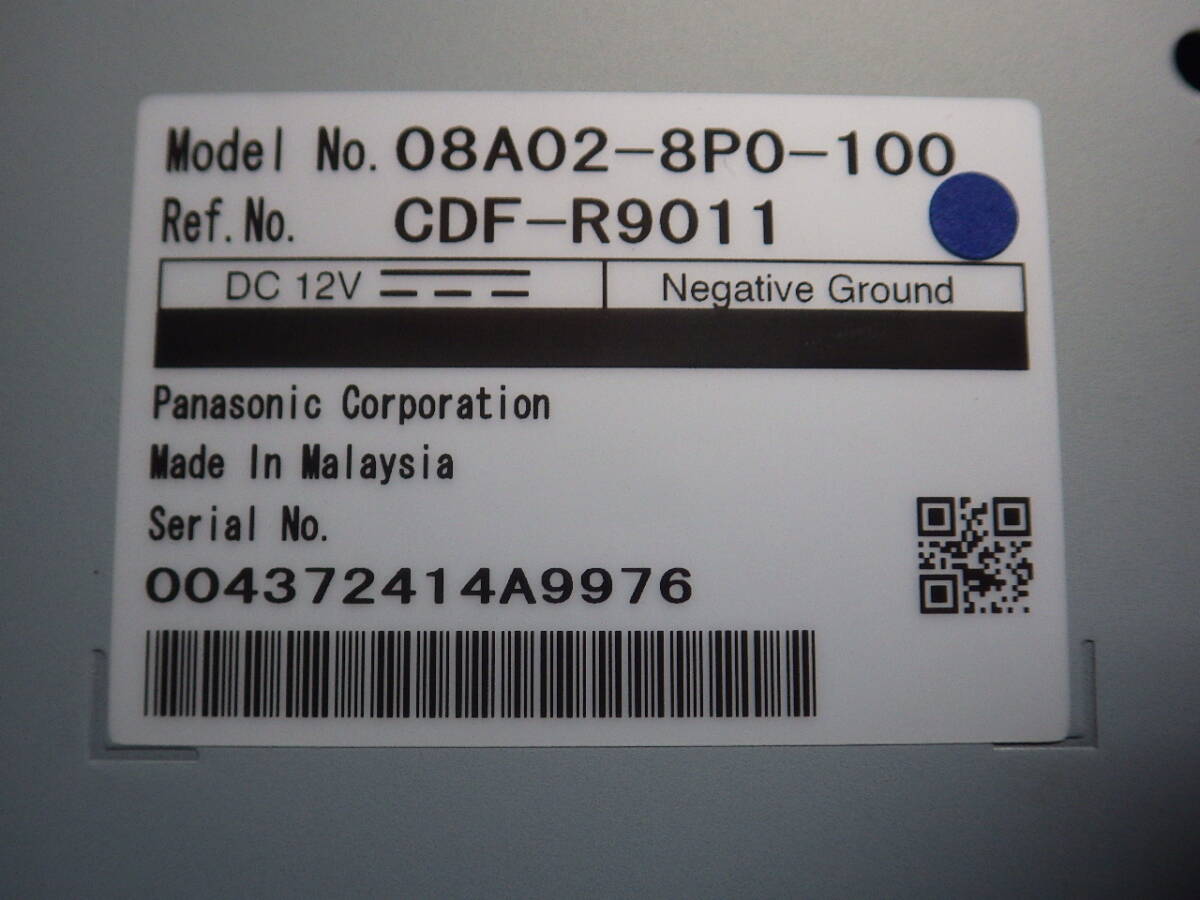 Model No. 08A02-8P0-100
Ref.No. CDF-R9011
DC 12V Negative Ground
Panasonic Corporation
Made In Malaysia
Serial No.
004372414A9976